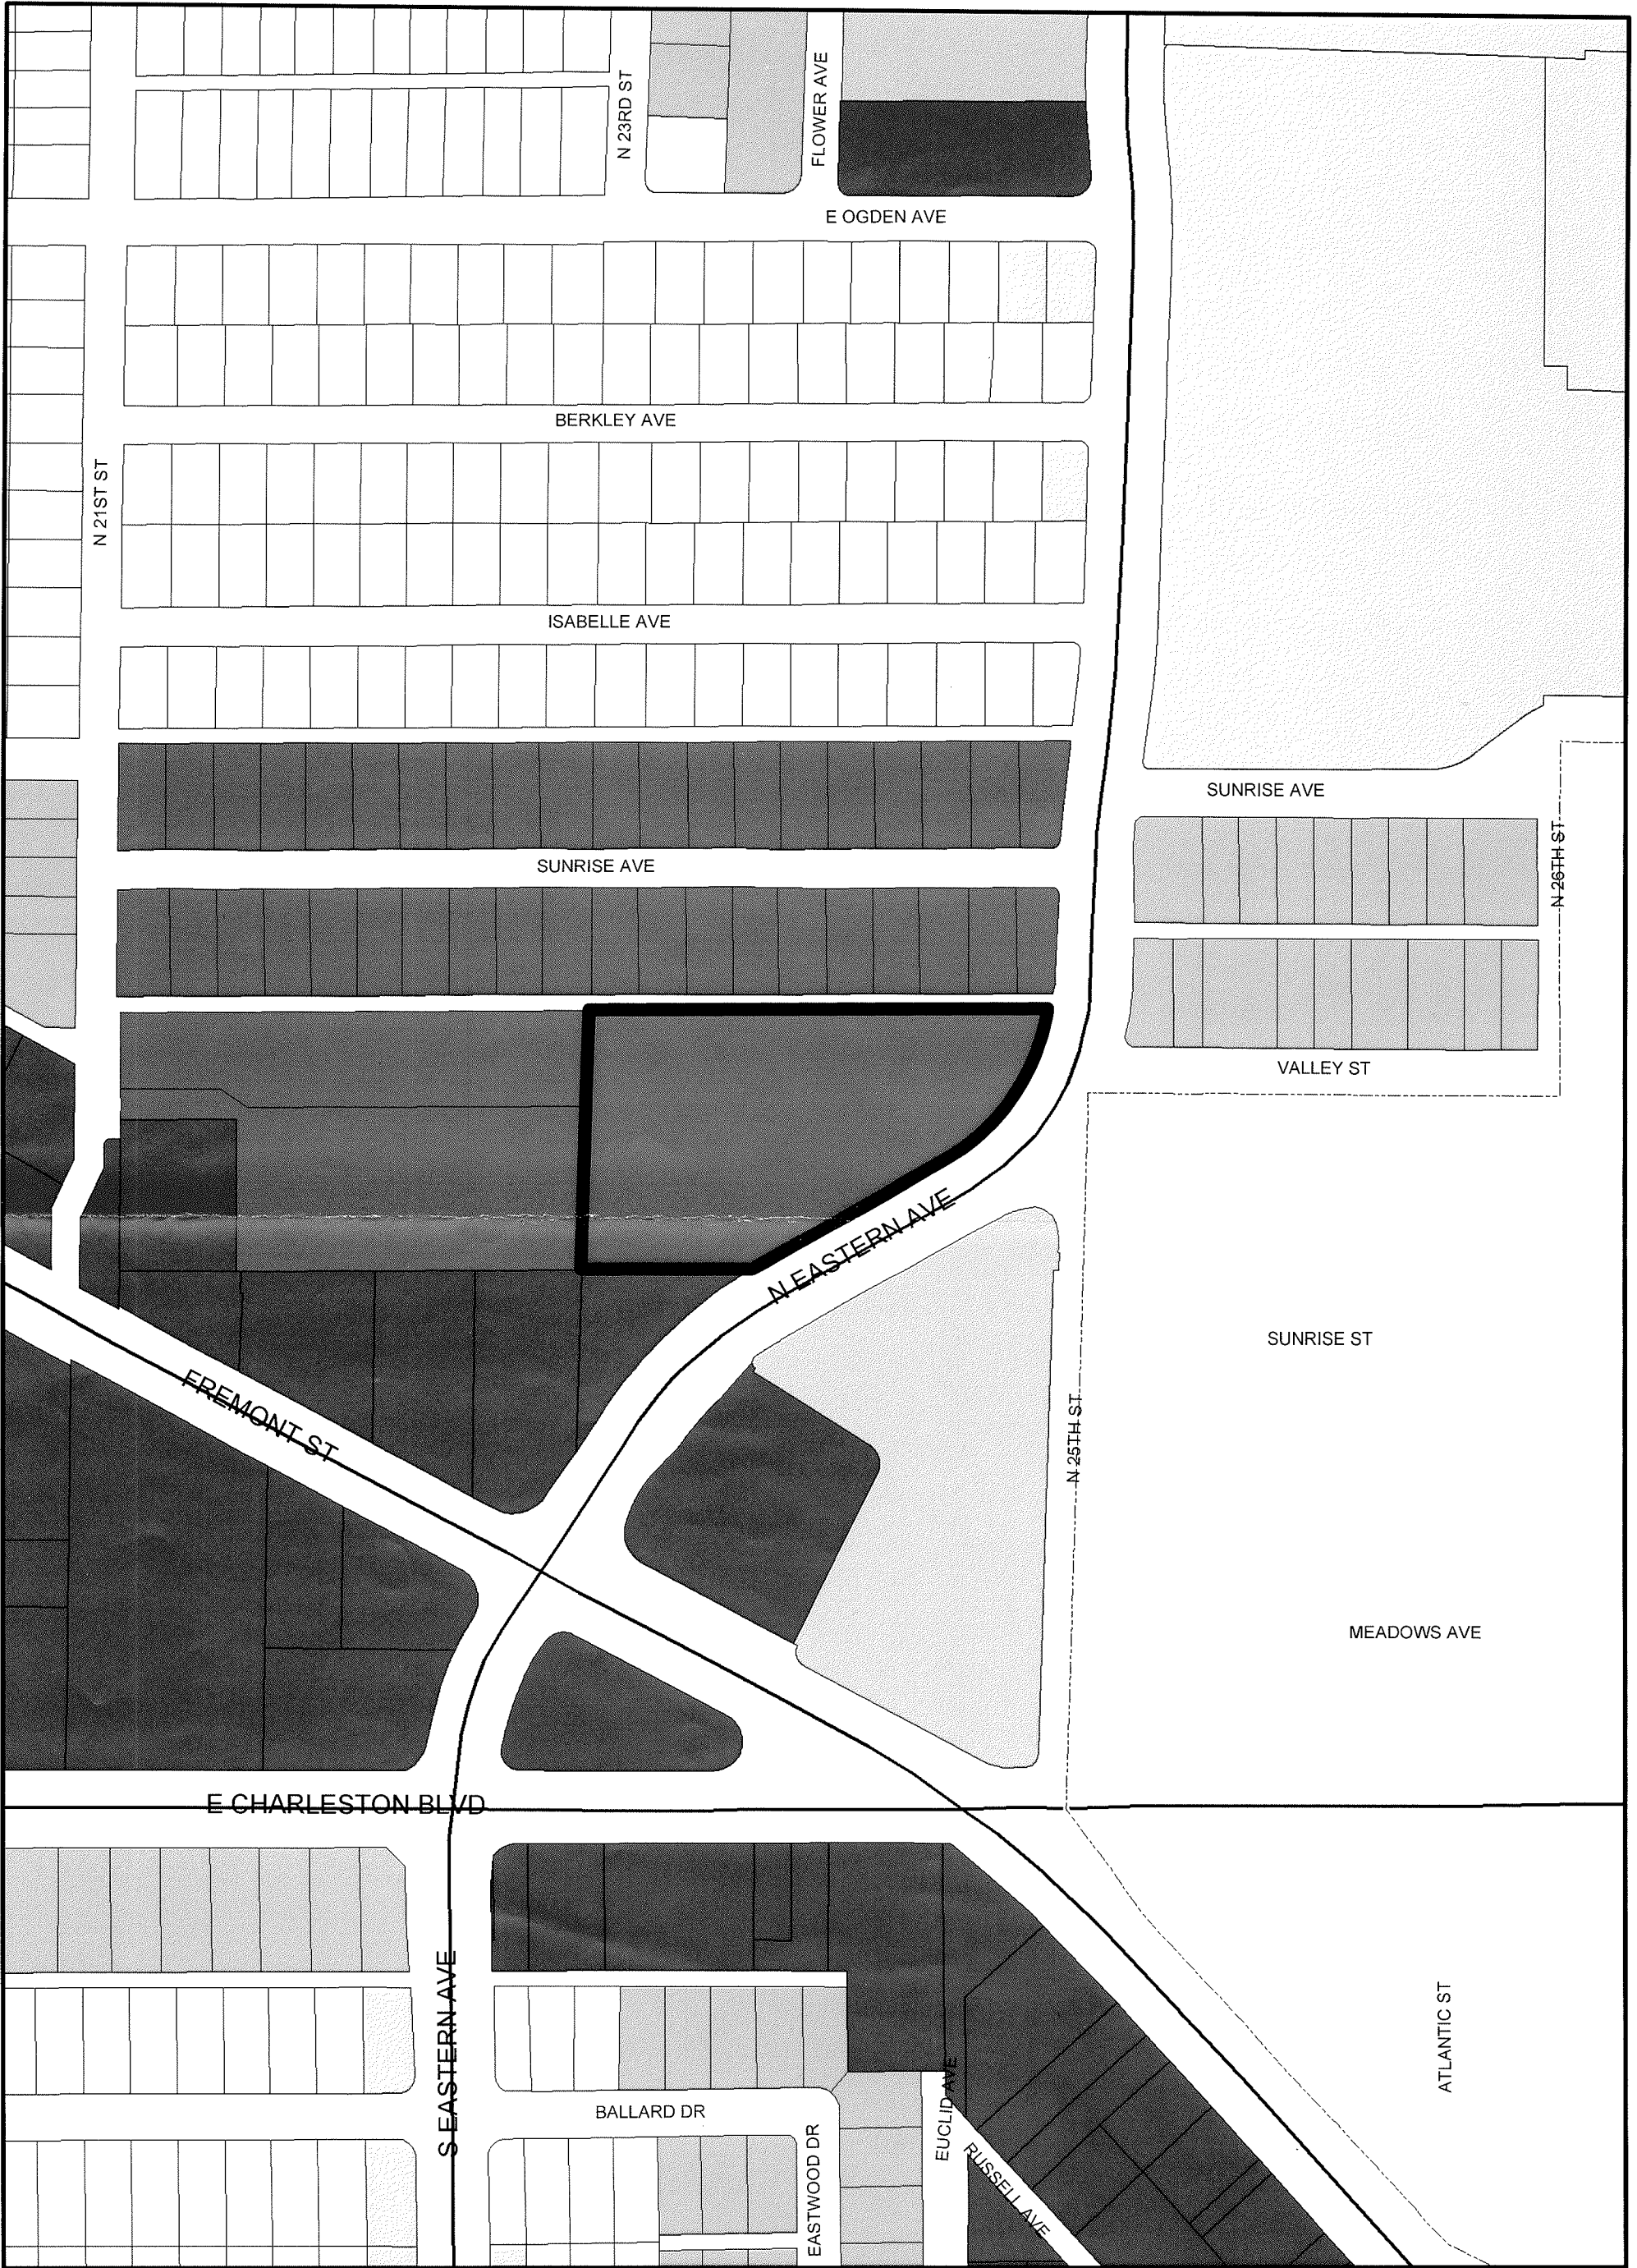 N 23RD ST
FLOWER AVE
E OGDEN AVE
BERKLEY AVE
N 21ST ST
ISABELLE AVE
SUNRISE AVE
SUNRISE AVE
N 26TH ST
VALLEY ST
N EASTERN AVE
SUNRISE ST
FREMONT ST
N 25TH ST
MEADOWS AVE
E CHARLESTON BLVD
S EASTERN AVE
ATLANTIC ST
BALLARD DR
EASTWOOD DR
EUCLID AVE
RUSSELL AVE